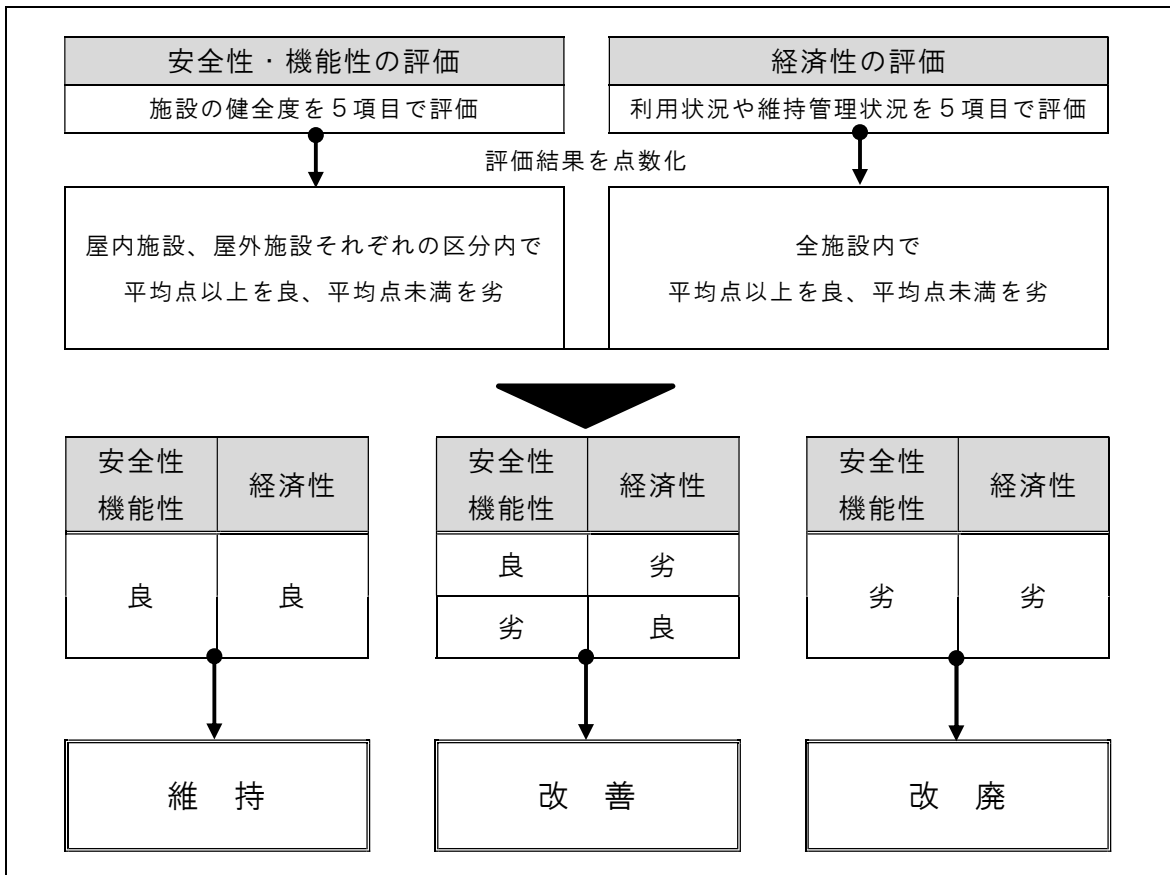 安全性・機能性の評価
施設の健全度を５項目で評価
経済性の評価
利用状況や維持管理状況を５項目で評価
評価結果を点数化
屋内施設、屋外施設それぞれの区分内で
平均点以上を良、平均点未満を劣
全施設内で
平均点以上を良、平均点未満を劣
安全性
機能性
経済性
良
良
維　持
安全性
機能性
経済性
良
劣
劣
良
改　善
安全性
機能性
経済性
劣
劣
改　廃